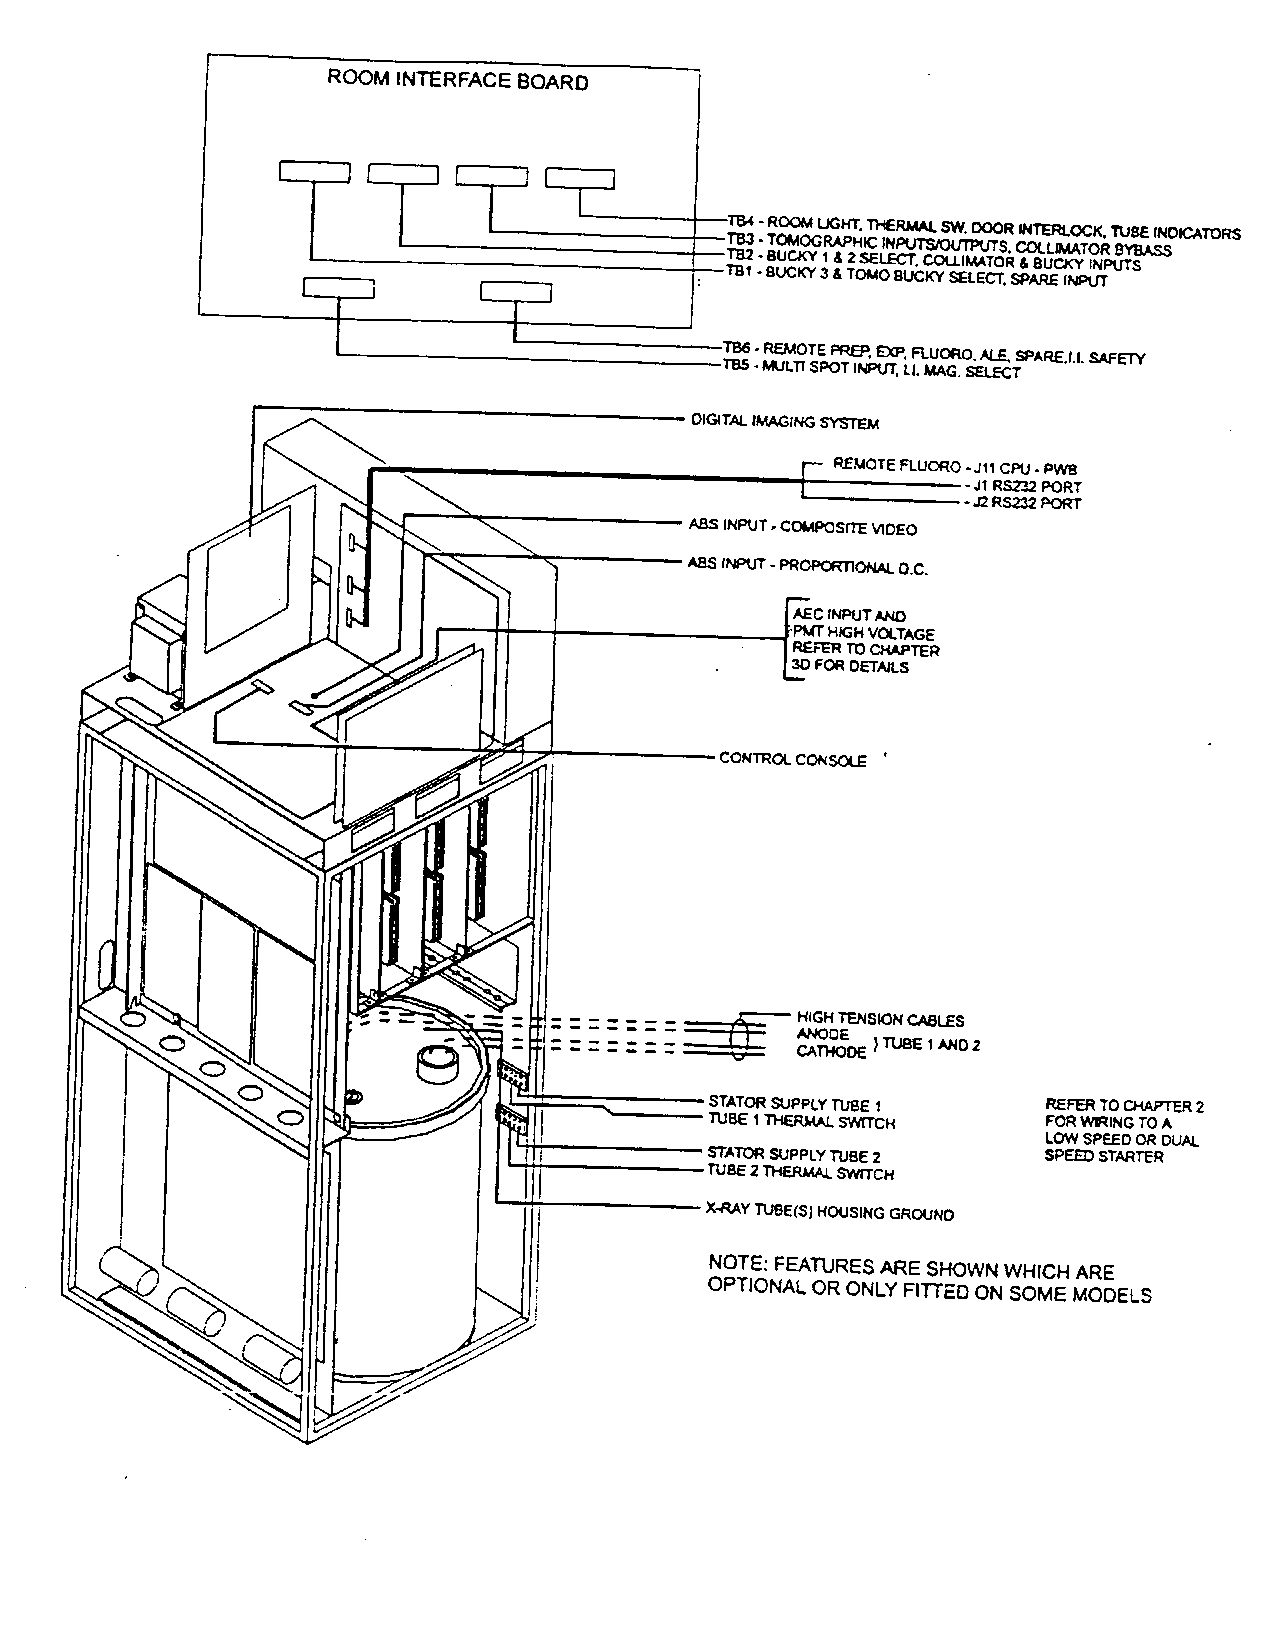 ROOM INTERFACE BOARD
TB4 - ROOM LIGHT, THERMAL SW. DOOR INTERLOCK, TUBE INDICATORS
TB3 - TOMOGRAPHIC INPUTS/OUTPUTS, COLLIMATOR BYBASS
TB2 - BUCKY 1 & 2 SELECT, COLLIMATOR & BUCKY INPUTS
TB1 - BUCKY 3 & TOMO BUCKY SELECT, SPARE INPUT
TB6 - REMOTE PREP, EXP, FLUORO. ALE, SPARE,I.I. SAFETY
TB5 - MULTI SPOT INPUT, I.I. MAG. SELECT
DIGITAL IMAGING SYSTEM
REMOTE FLUORO - J11 CPU - PWB
- J1 RS232 PORT
- J2 RS232 PORT
ABS INPUT - COMPOSITE VIDEO
ABS INPUT - PROPORTIONAL D.C.
AEC INPUT AND
PMT HIGH VOLTAGE
REFER TO CHAPTER
3D FOR DETAILS
CONTROL CONSOLE
HIGH TENSION CABLES
ANODE
CATHODE } TUBE 1 AND 2
STATOR SUPPLY TUBE 1
TUBE 1 THERMAL SWITCH
STATOR SUPPLY TUBE 2
TUBE 2 THERMAL SWITCH
REFER TO CHAPTER 2
FOR WIRING TO A
LOW SPEED OR DUAL
SPEED STARTER
X-RAY TUBE(S) HOUSING GROUND
NOTE: FEATURES ARE SHOWN WHICH ARE
OPTIONAL OR ONLY FITTED ON SOME MODELS